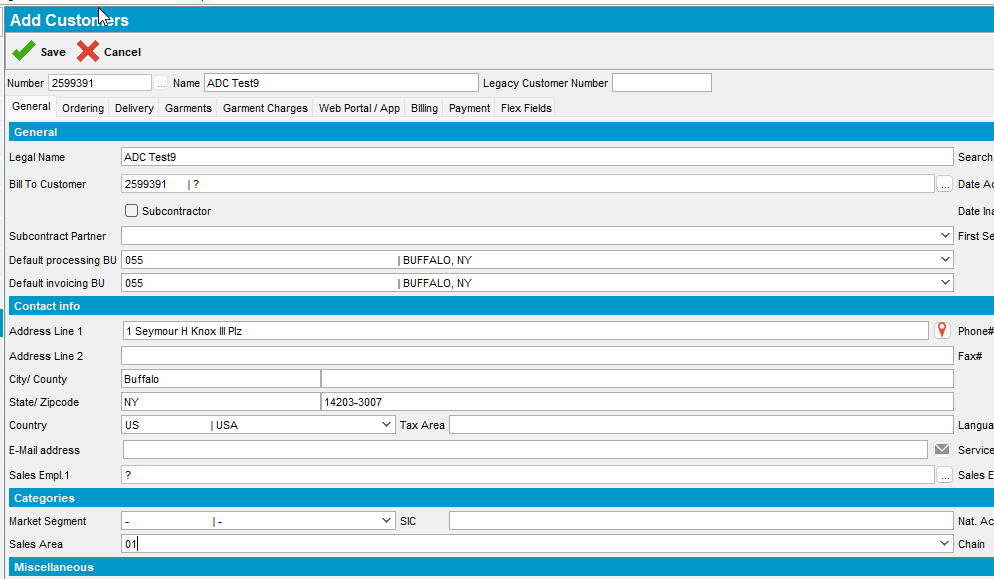 Add Customers
Save Cancel
Number 2599391 ... Name ADC Test9 Legacy Customer Number
General Ordering Delivery Garments Garment Charges Web Portal / App Billing Payment Flex Fields
General
Legal Name ADC Test9 Search
Bill To Customer 2599391 | ? ... Date Ad
Subcontractor Date Ina
Subcontract Partner First Se
Default processing BU 055 | BUFFALO, NY
Default invoicing BU 055 | BUFFALO, NY
Contact info
Address Line 1 1 Seymour H Knox III Plz Phone#
Address Line 2 Fax#
City/ County Buffalo
State/ Zipcode NY 14203-3007
Country US | USA Tax Area Langua
E-Mail address Service
Sales Empl.1 ? ... Sales E
Categories
Market Segment - | - SIC Nat. Ac
Sales Area 01 Chain
Miscellaneous